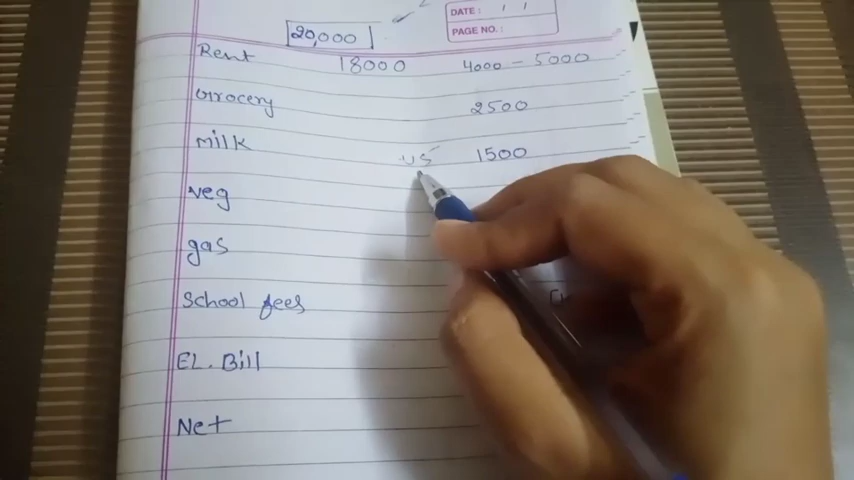 DATE: / /
PAGE NO.:
20,000
Rent 18000 4000 - 5000
Grocery 2500
Milk 1500
Veg
gas
School fees
EL. Bill
Net